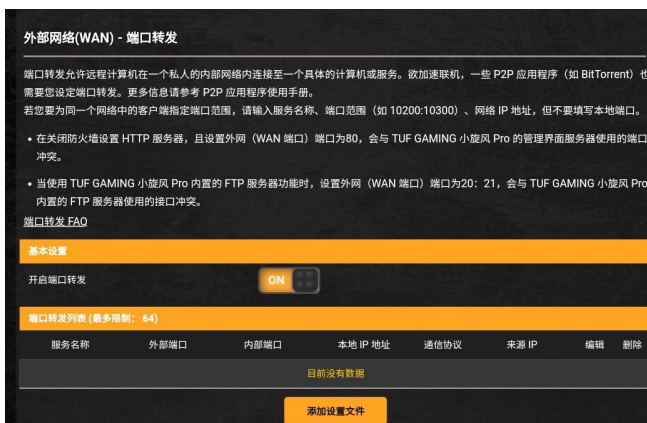 外部网络(WAN) - 端口转发
端口转发允许远程计算机在一个私人的内部网络内连接至一个具体的计算机或服务。欲加速联机，一些 P2P 应用程序（如 BitTorrent）也
需要您设定端口转发。更多信息请参考 P2P 应用程序使用手册。
若您要为同一个网络中的客户端指定端口范围，请输入服务名称、端口范围（如 10200:10300）、网络 IP 地址，但不要填写本地端口。
• 在关闭防火墙设置 HTTP 服务器，且设置外网（WAN 端口）端口为80，会与 TUF GAMING 小旋风 Pro 的管理界面服务器使用的端口
冲突。
• 当使用 TUF GAMING 小旋风 Pro 内置的 FTP 服务器功能时，设置外网（WAN 端口）端口为20：21，会与 TUF GAMING 小旋风 Pro
内置的 FTP 服务器使用的接口冲突。
端口转发 FAQ
基本设置
开启端口转发 ON
端口转发列表 (最多限制： 64)
服务名称 外部端口 内部端口 本地 IP 地址 通信协议 来源 IP 编辑 删除
目前没有数据
添加设置文件